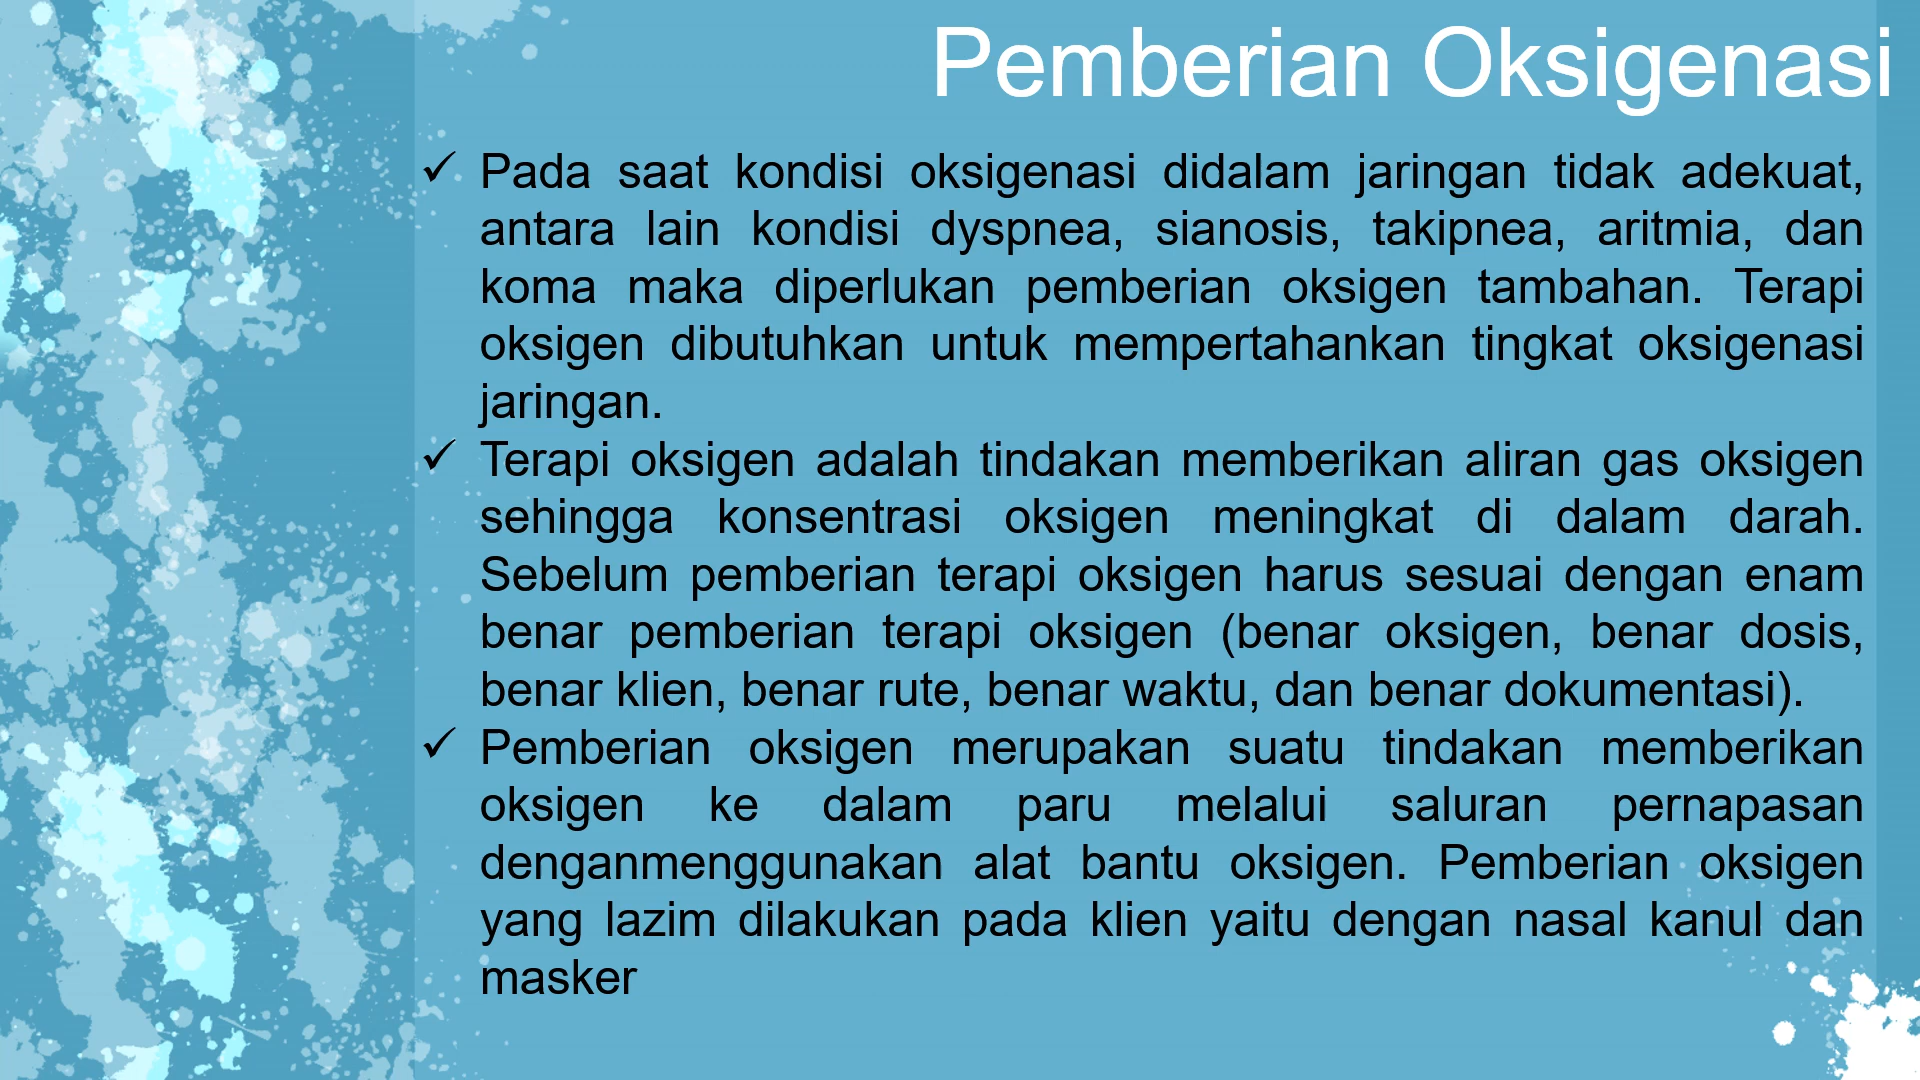 Pemberian Oksigenasi
✓ Pada saat kondisi oksigenasi didalam jaringan tidak adekuat,
antara lain kondisi dyspnea, sianosis, takipnea, aritmia, dan
koma maka diperlukan pemberian oksigen tambahan. Terapi
oksigen dibutuhkan untuk mempertahankan tingkat oksigenasi
jaringan.
✓ Terapi oksigen adalah tindakan memberikan aliran gas oksigen
sehingga konsentrasi oksigen meningkat di dalam darah.
Sebelum pemberian terapi oksigen harus sesuai dengan enam
benar pemberian terapi oksigen (benar oksigen, benar dosis,
benar klien, benar rute, benar waktu, dan benar dokumentasi).
✓ Pemberian oksigen merupakan suatu tindakan memberikan
oksigen ke dalam paru melalui saluran pernapasan
denganmenggunakan alat bantu oksigen. Pemberian oksigen
yang lazim dilakukan pada klien yaitu dengan nasal kanul dan
masker